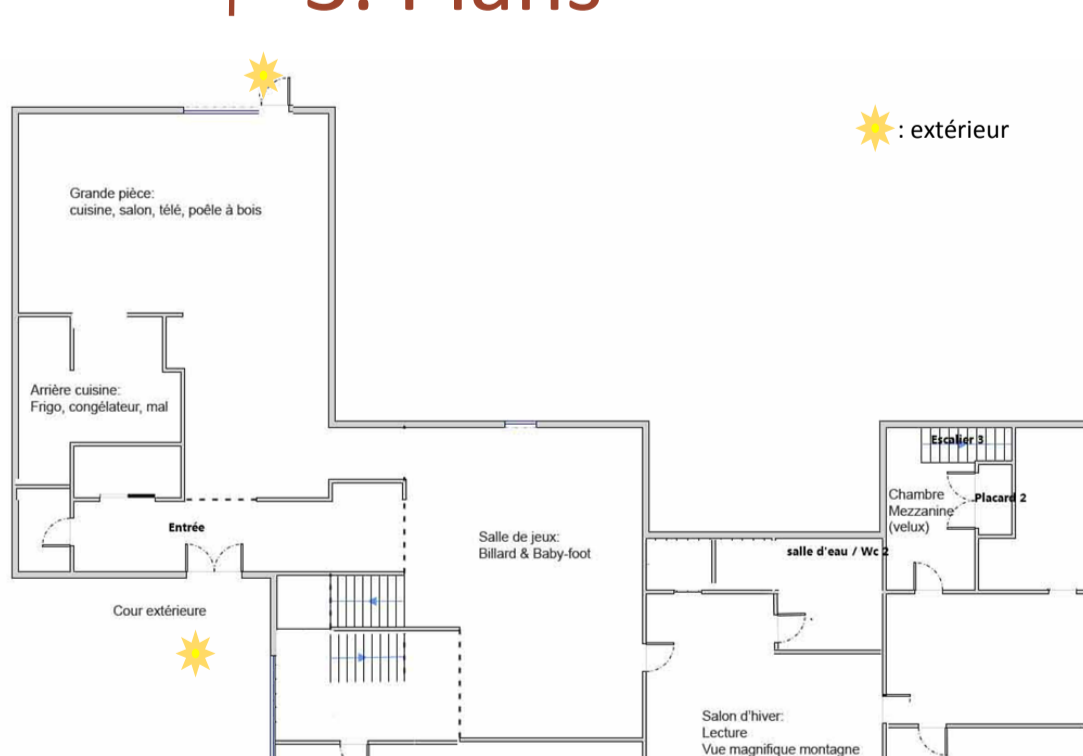 3. Plans
: extérieur
Grande pièce:
cuisine, salon, télé, poêle à bois
Arrière cuisine:
Frigo, congélateur, mal
Escalier 3
Chambre
Mezzanine
(velux)
Placard 2
Entrée
Salle de jeux:
Billard & Baby-foot
salle d'eau / Wc 2
Cour extérieure
Salon d'hiver:
Lecture
Vue magnifique montagne